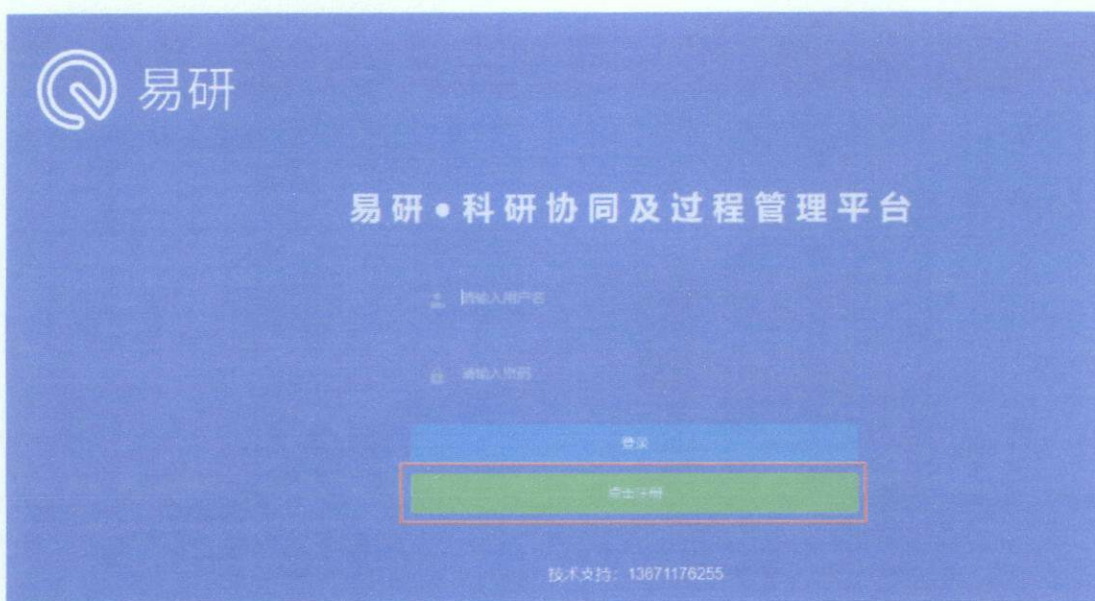 易研
易研•科研协同及过程管理平台
请输入用户名
请输入密码
登录
点击注册
技术支持：13671176255